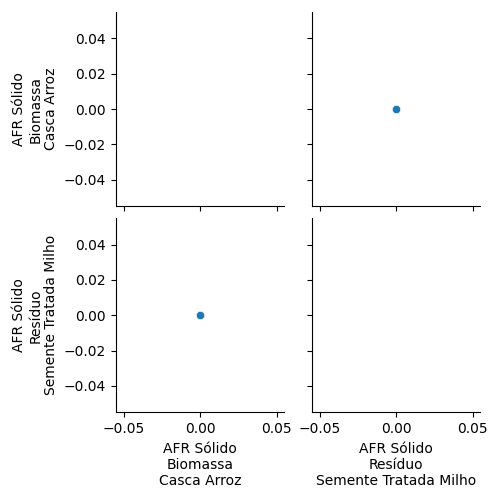 AFR Sólido
Biomassa
Casca Arroz
0.04
0.02
0.00
−0.02
−0.04
AFR Sólido
Resíduo
Semente Tratada Milho
0.04
0.02
0.00
−0.02
−0.04
−0.05 0.00 0.05
−0.05 0.00 0.05
AFR Sólido
Biomassa
Casca Arroz
AFR Sólido
Resíduo
Semente Tratada Milho